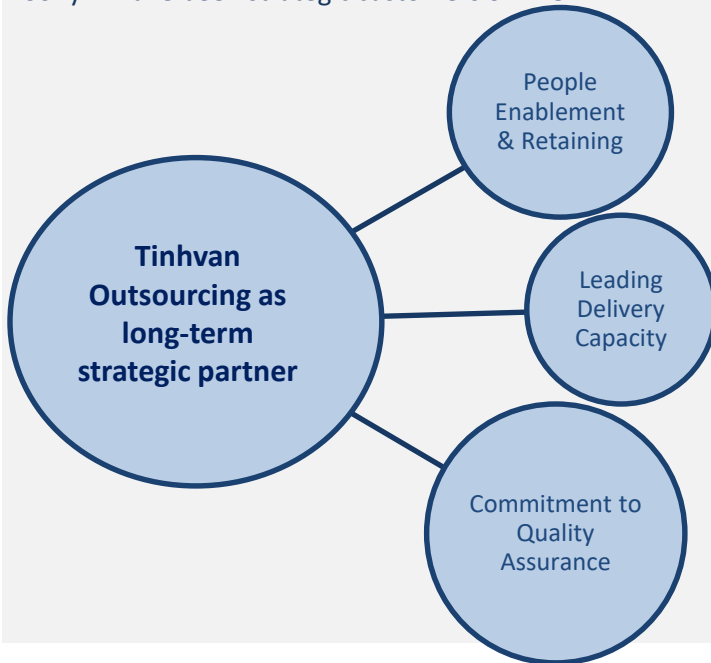 People
Enablement
& Retaining
Tinhvan
Outsourcing as
long-term
strategic partner
Leading
Delivery
Capacity
Commitment to
Quality
Assurance